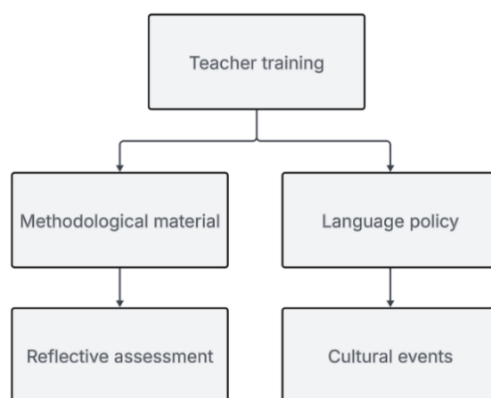 Teacher training
Methodological material
Language policy
Reflective assessment
Cultural events